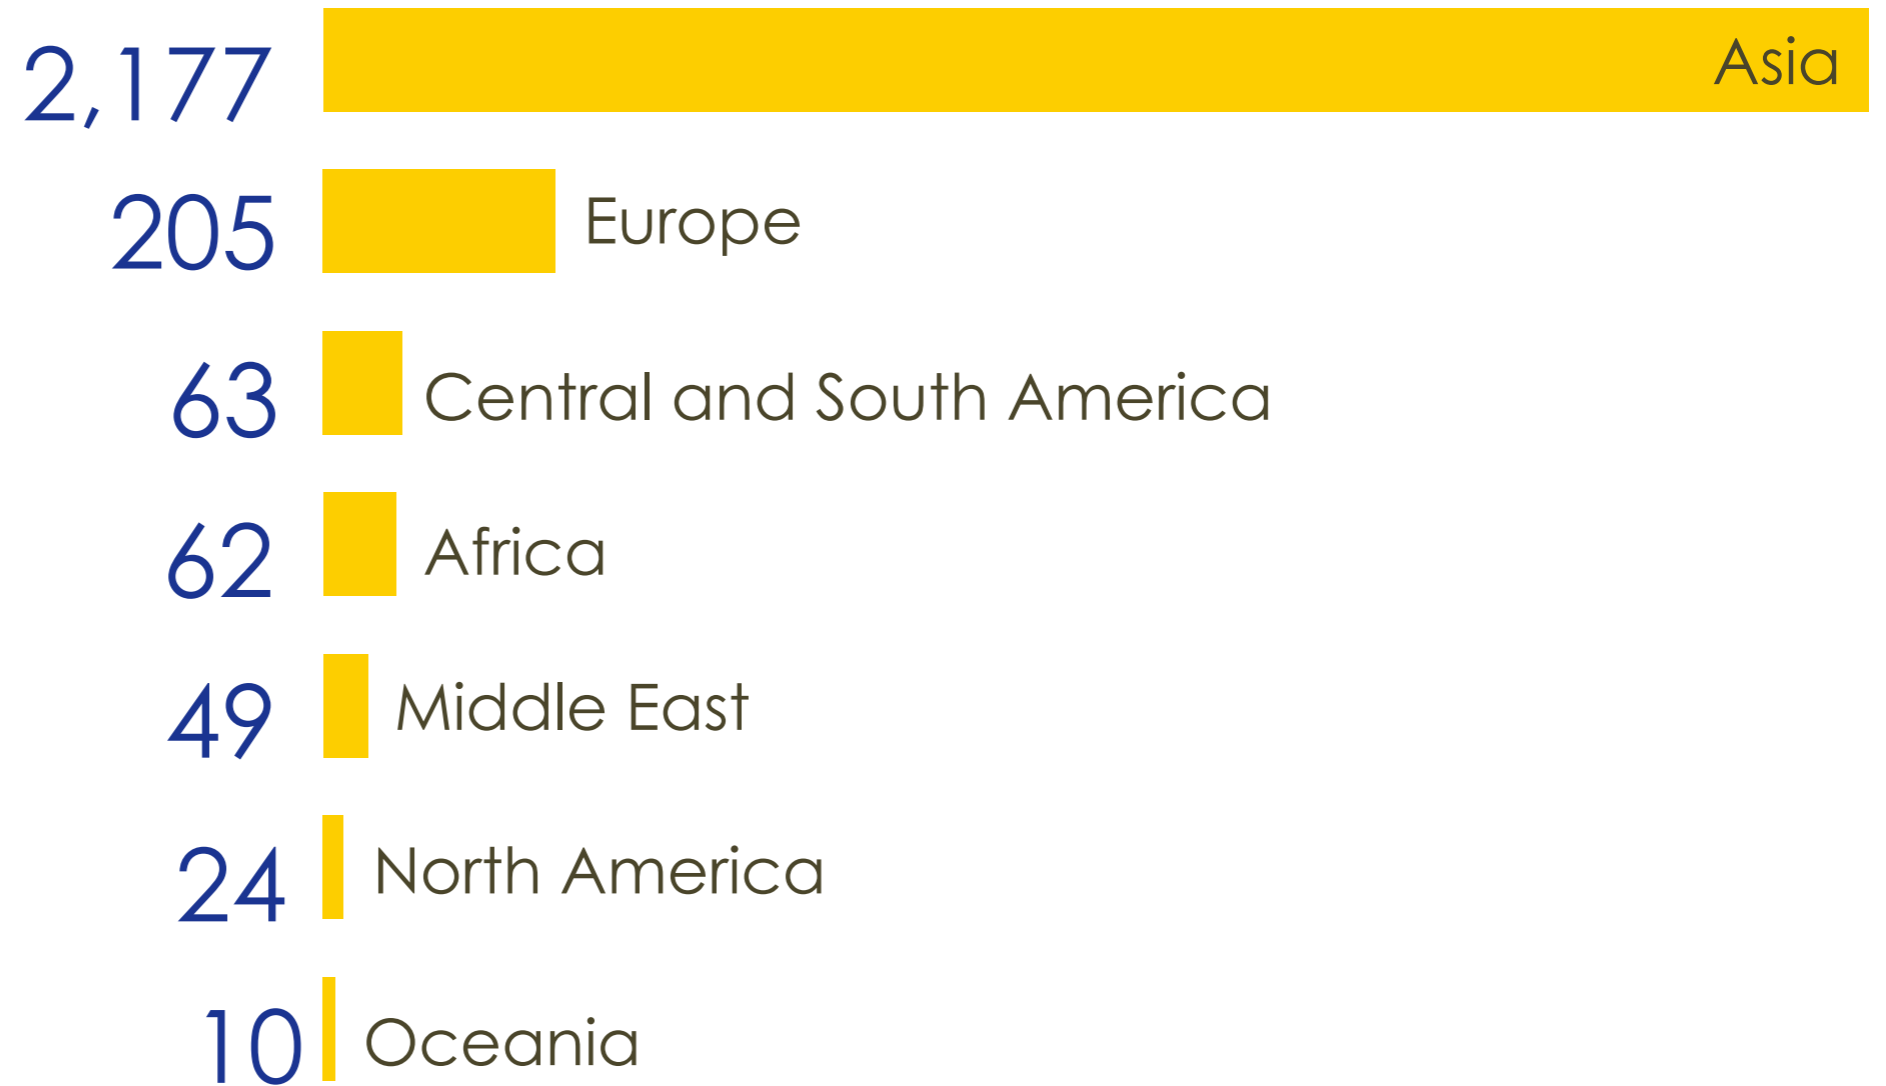 2,177 Asia
205 Europe
63 Central and South America
62 Africa
49 Middle East
24 North America
10 Oceania